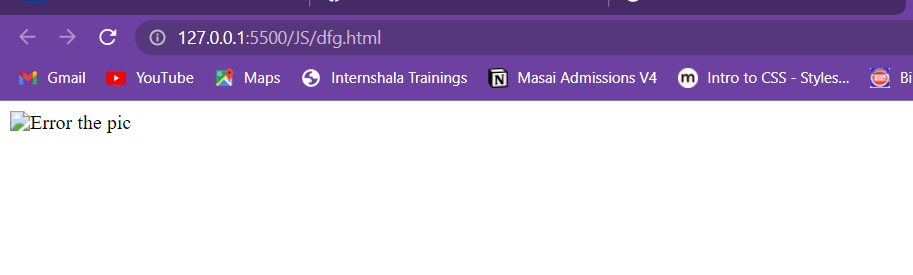 127.0.0.1:5500/JS/dfg.html
Gmail YouTube Maps Internshala Trainings Masai Admissions V4 Intro to CSS - Styles... Bi
Error the pic